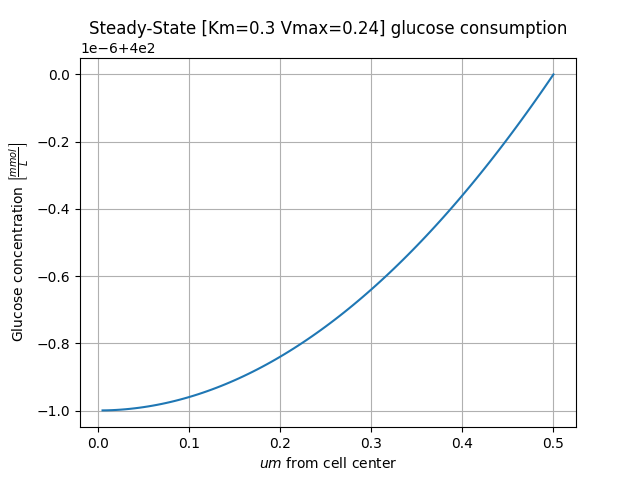 Steady-State [Km=0.3 Vmax=0.24] glucose consumption
1e−6+4e2
0.0
−0.2
−0.4
−0.6
−0.8
−1.0
Glucose concentration [mmol/L]
0.0 0.1 0.2 0.3 0.4 0.5
um from cell center